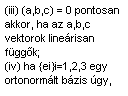 (iii) (a,b,c) = 0 pontosan
akkor, ha az a,b,c
vektorok lineárisan
függők;
(iv) ha {ei}i=1,2,3 egy
ortonormált bázis úgy,